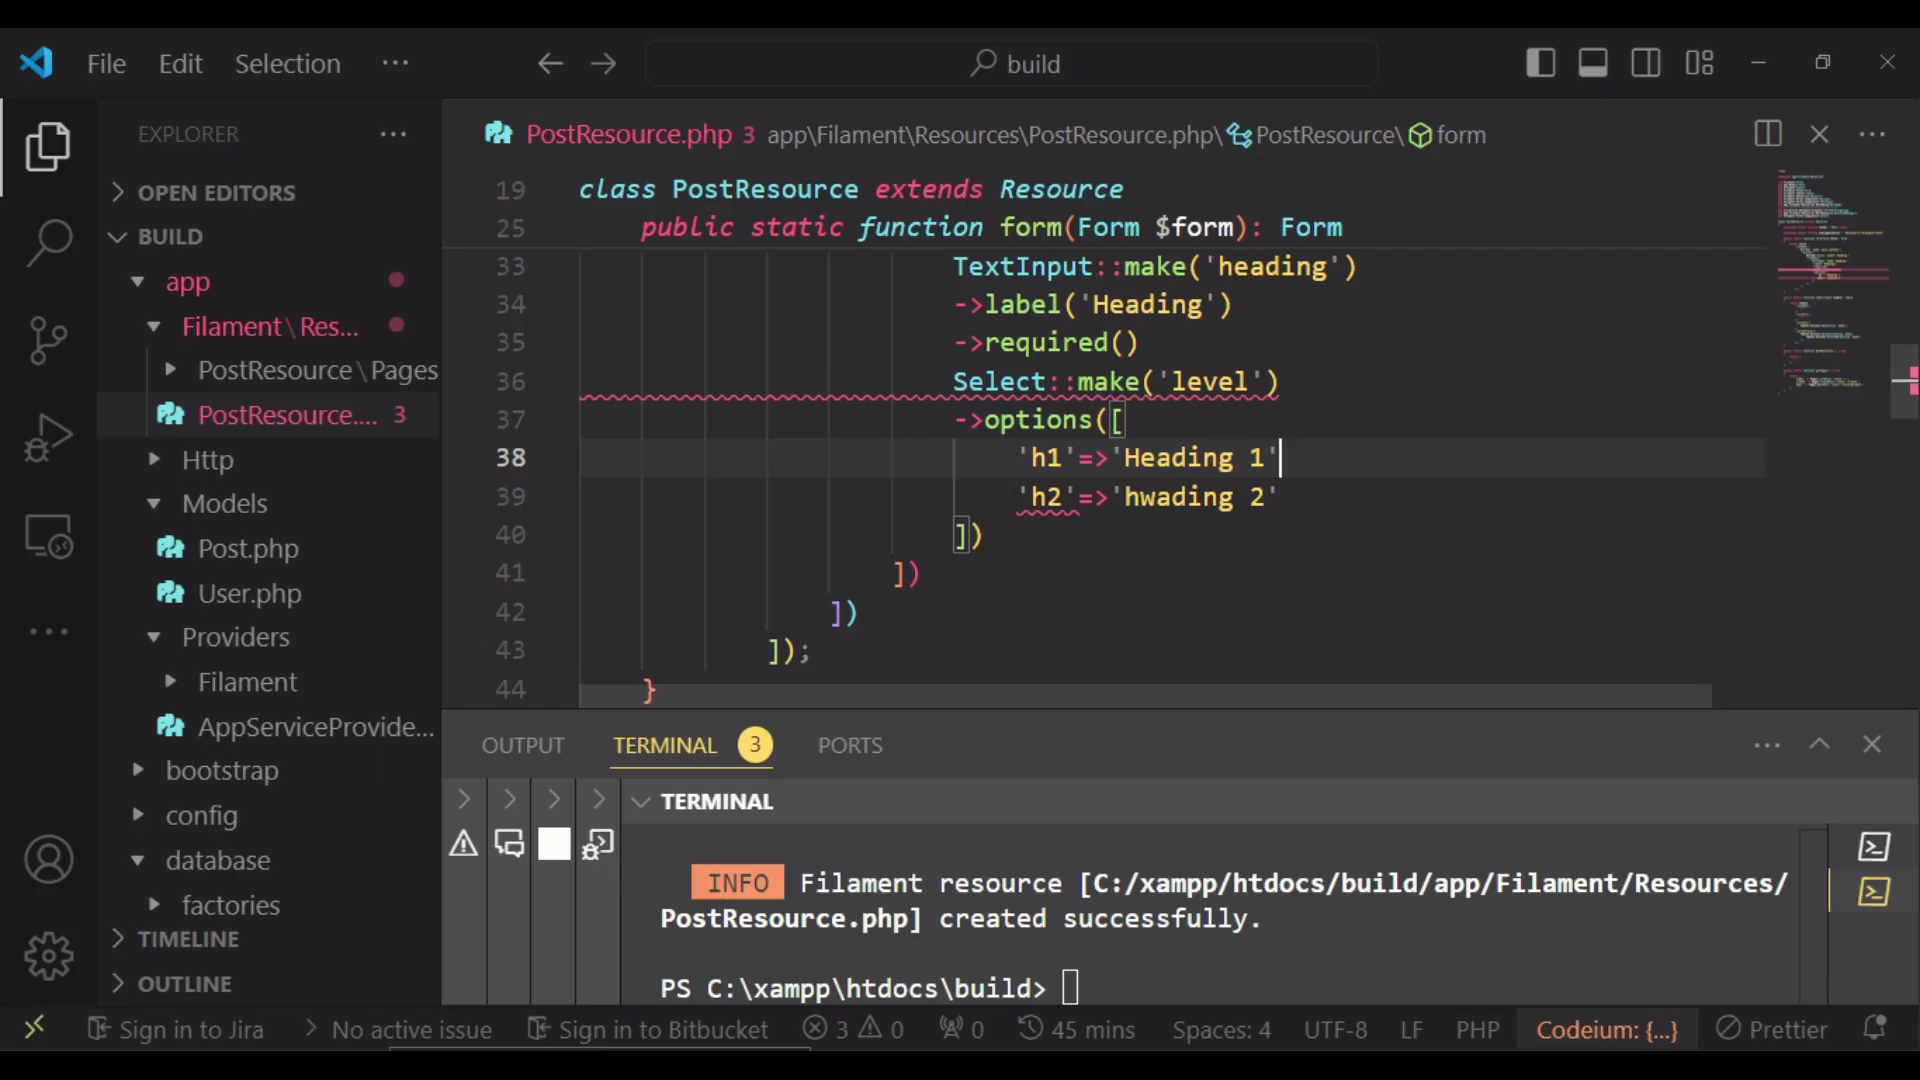 File Edit Selection ···
build
EXPLORER
OPEN EDITORS
BUILD
app
Filament\Res...
PostResource\Pages
PostResource.... 3
Http
Models
Post.php
User.php
Providers
Filament
AppServiceProvide...
bootstrap
config
database
factories
TIMELINE
OUTLINE
PostResource.php 3 app\Filament\Resources\PostResource.php\PostResource\form
19 class PostResource extends Resource
25 public static function form(Form $form): Form
33 TextInput::make('heading')
34 ->label('Heading')
35 ->required()
36 Select::make('level')
37 ->options([
38 'h1'=>'Heading 1'
39 'h2'=>'hwading 2'
40 ])
41 ])
42 ])
43 ]);
44 }
OUTPUT TERMINAL 3 PORTS
TERMINAL
INFO Filament resource [C:/xampp/htdocs/build/app/Filament/Resources/
PostResource.php] created successfully.
PS C:\xampp\htdocs\build>
Sign in to Jira > No active issue Sign in to Bitbucket 3 0 0 45 mins Spaces: 4 UTF-8 LF PHP Codeium: {...} Prettier